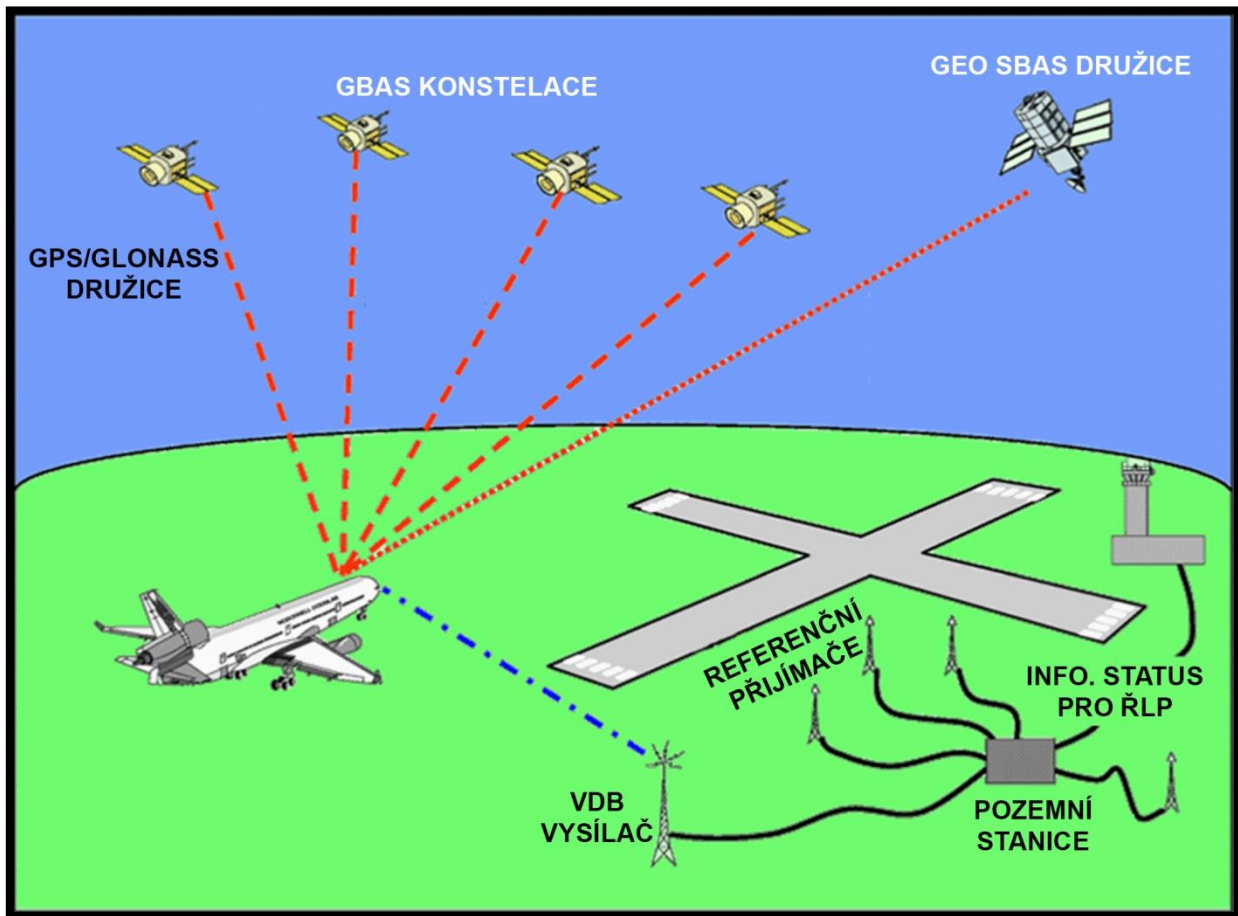 GBAS KONSTELACE
GEO SBAS DRUŽICE
GPS/GLONASS
DRUŽICE
REFERENČNÍ
PŘIJÍMAČE
INFO. STATUS
PRO ŘLP
VDB
VYSÍLAČ
POZEMNÍ
STANICE